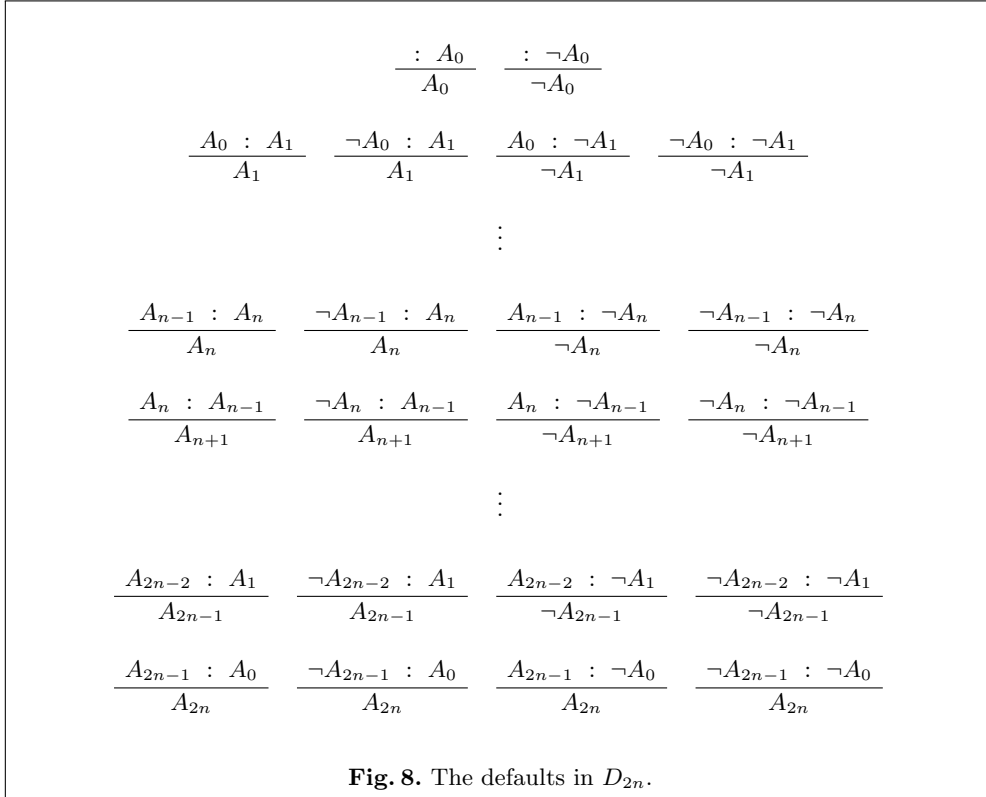 : A₀ : ¬A₀
A₀ ¬A₀
A₀ : A₁ ¬A₀ : A₁ A₀ : ¬A₁ ¬A₀ : ¬A₁
A₁ A₁ ¬A₁ ¬A₁
⋮
Aₙ₋₁ : Aₙ ¬Aₙ₋₁ : Aₙ Aₙ₋₁ : ¬Aₙ ¬Aₙ₋₁ : ¬Aₙ
Aₙ Aₙ ¬Aₙ ¬Aₙ
Aₙ : Aₙ₋₁ ¬Aₙ : Aₙ₋₁ Aₙ : ¬Aₙ₋₁ ¬Aₙ : ¬Aₙ₋₁
Aₙ₊₁ Aₙ₊₁ ¬Aₙ₊₁ ¬Aₙ₊₁
⋮
A₂ₙ₋₂ : A₁ ¬A₂ₙ₋₂ : A₁ A₂ₙ₋₂ : ¬A₁ ¬A₂ₙ₋₂ : ¬A₁
A₂ₙ₋₁ A₂ₙ₋₁ ¬A₂ₙ₋₁ ¬A₂ₙ₋₁
A₂ₙ₋₁ : A₀ ¬A₂ₙ₋₁ : A₀ A₂ₙ₋₁ : ¬A₀ ¬A₂ₙ₋₁ : ¬A₀
A₂ₙ A₂ₙ A₂ₙ A₂ₙ
Fig. 8. The defaults in D₂ₙ.